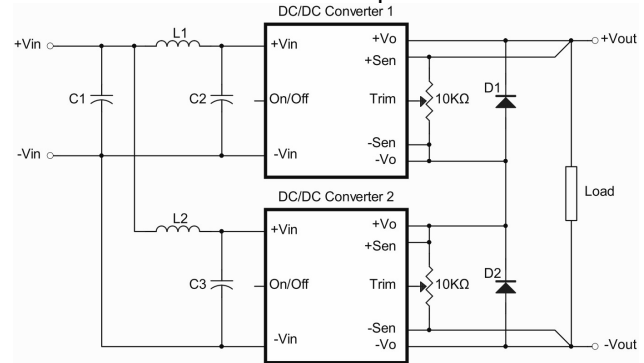 DC/DC Converter 1
L1
+Vin
+Vin
+Vo
+Vout
+Sen
C1
C2
On/Off
Trim
10KΩ
D1
-Sen
-Vin
-Vin
-Vo
Load
DC/DC Converter 2
L2
+Vin
+Vo
+Sen
C3
On/Off
Trim
10KΩ
D2
-Sen
-Vin
-Vo
-Vout